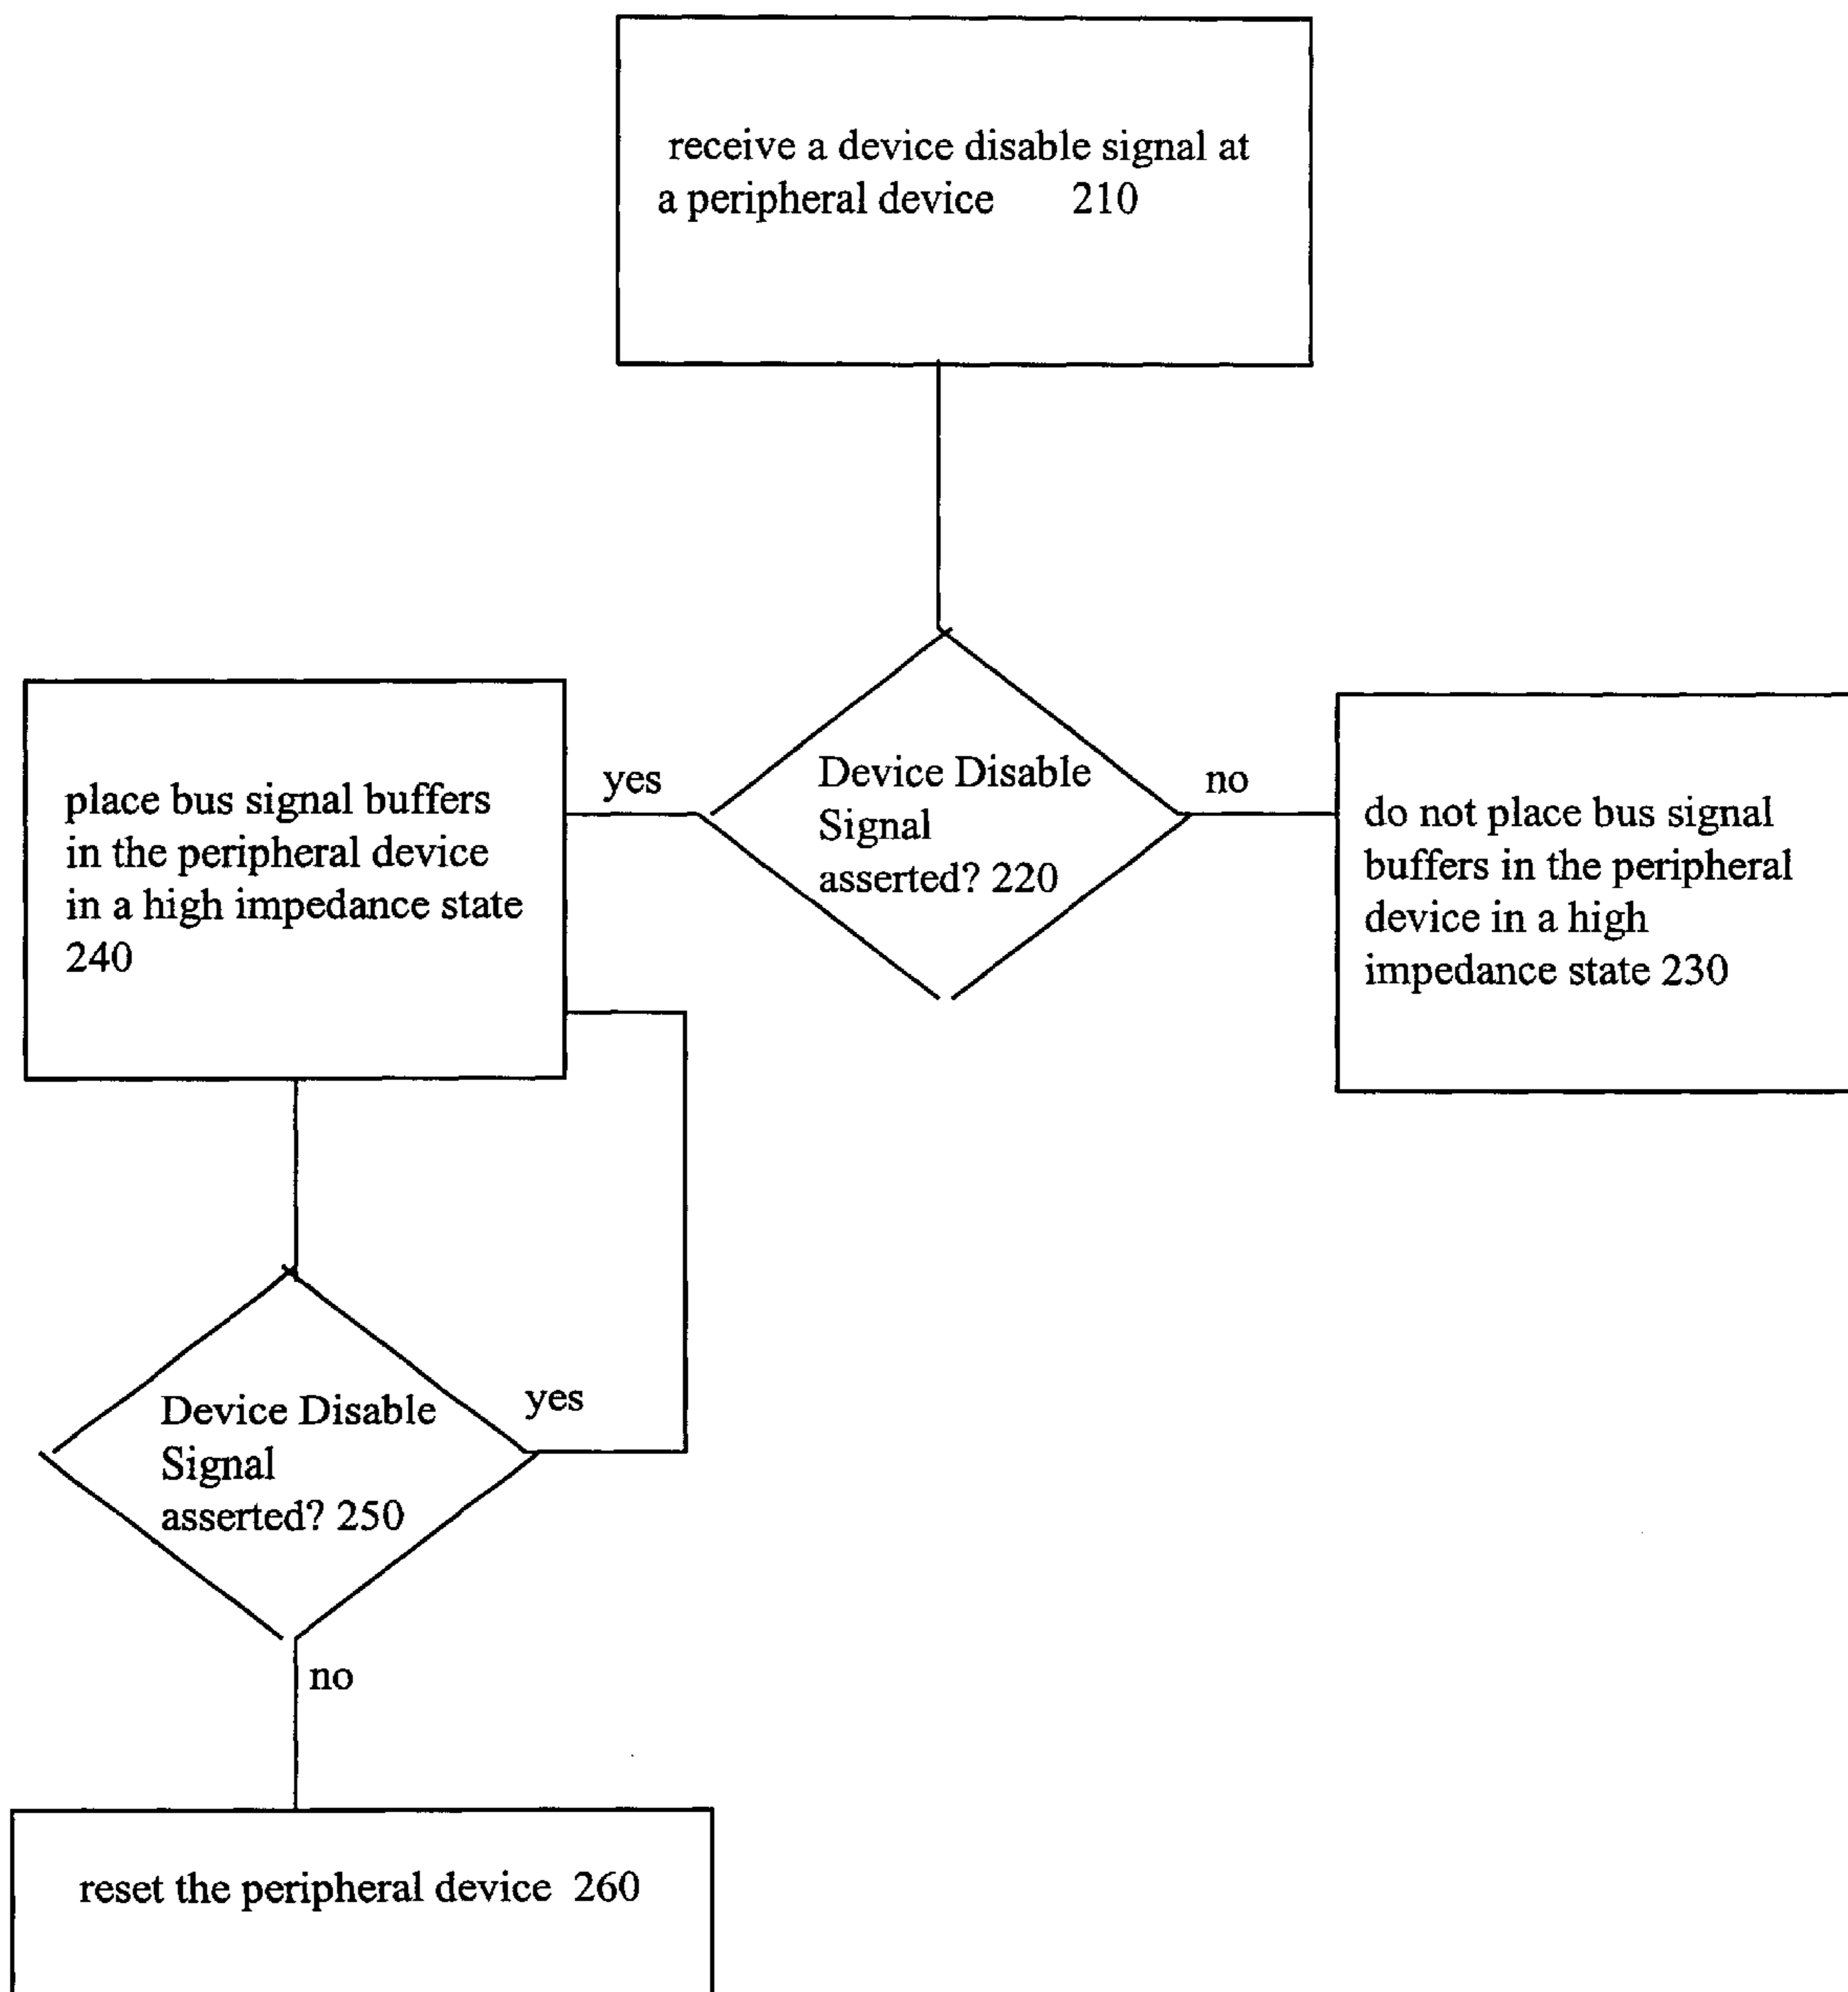 receive a device disable signal at
a peripheral device 210
yes
Device Disable
Signal
asserted? 220
no
place bus signal buffers
in the peripheral device
in a high impedance state
240
do not place bus signal
buffers in the peripheral
device in a high
impedance state 230
Device Disable
Signal
asserted? 250
yes
no
reset the peripheral device 260